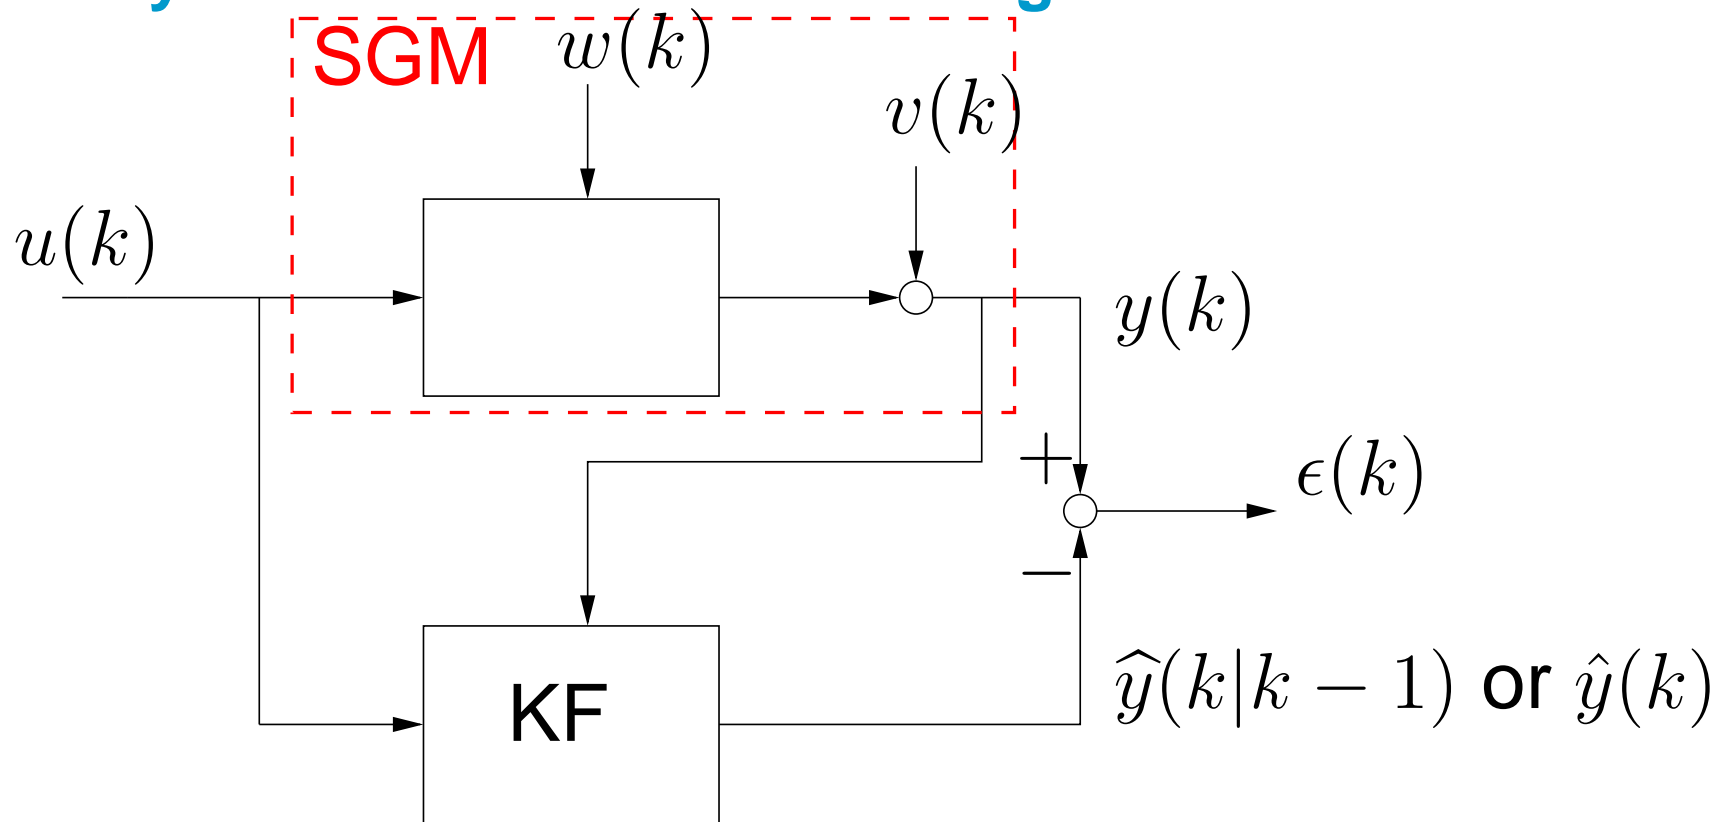 SGM
w(k)
v(k)
u(k)
y(k)
+
ϵ(k)
−
ŷ(k|k − 1) or ŷ(k)
KF